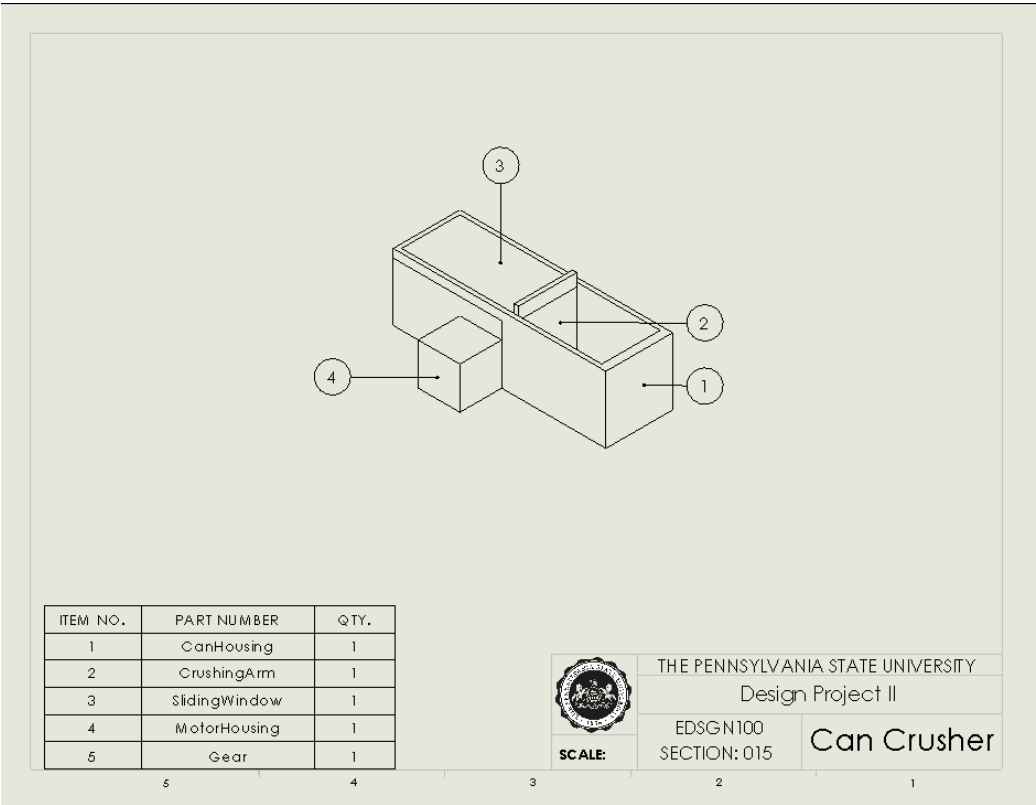 3
2
1
4
ITEM NO. PART NUMBER QTY.
1 CanHousing 1
2 CrushingArm 1
3 SlidingWindow 1
4 MotorHousing 1
5 Gear 1
THE PENNSYLVANIA STATE UNIVERSITY
Design Project II
EDSGN100
SECTION: 015
Can Crusher
SCALE:
5 4 3 2 1